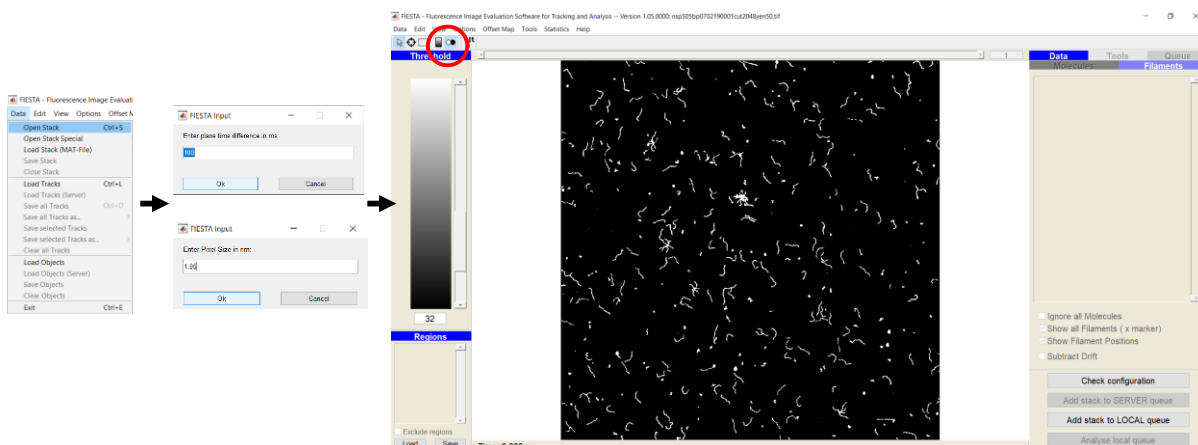 FIESTA - Fluorescence Image Evaluati
Data Edit View Options Offset M
Open Stack Ctrl+S
Open Stack Special
Load Stack (MAT-File)
Save Stack
Close Stack
Load Tracks Ctrl+L
Load Tracks (Server)
Save all Tracks Ctrl+D
Save all Tracks as...
Save selected Tracks
Save selected Tracks as...
Clear all Tracks
Load Objects
Load Objects (Server)
Save Objects
Clear Objects
Exit Ctrl+E
FIESTA Input
Enter plane time difference in ms:
100
Ok Cancel
FIESTA Input
Enter Pixel Size in nm:
1.95
Ok Cancel
FIESTA - Fluorescence Image Evaluation Software for Tracking and Analysis -- Version 1.05.0000: nsp505bp0702190001cut2048yen50.tif
Data Edit View Options Offset Map Tools Statistics Help
Threshold
1
32
Regions
Exclude regions
Load Save
Data Tools Queue
Molecules Filaments
Ignore all Molecules
Show all Filaments ( x marker)
Show Filament Positions
Subtract Drift
Check configuration
Add stack to SERVER queue
Add stack to LOCAL queue
Analyse local queue